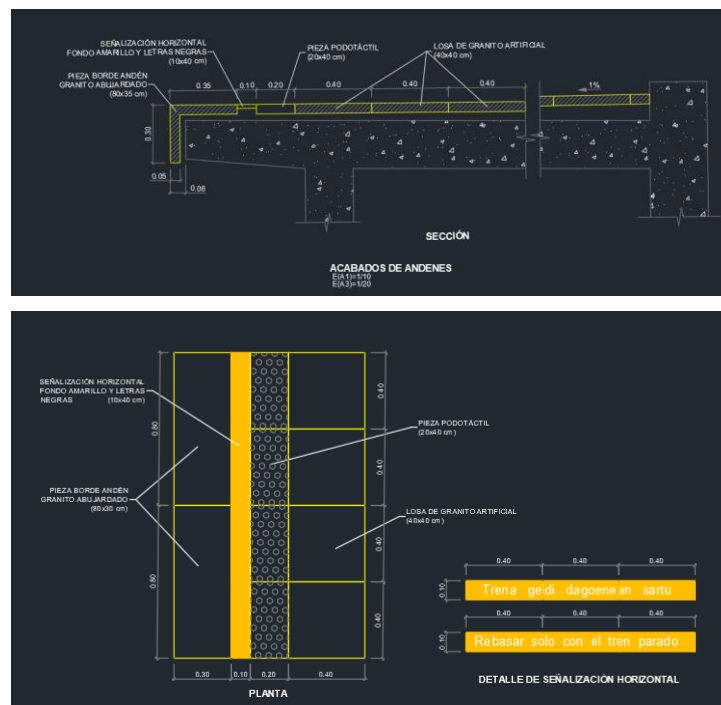 SEÑALIZACIÓN HORIZONTAL
FONDO AMARILLO Y LETRAS NEGRAS
(10x40 cm)
PIEZA PODOTÁCTIL
(20x40 cm)
LOSA DE GRANITO ARTIFICIAL
(40x40 cm)
PIEZA BORDE ANDÉN
GRANITO ABUJARDADO
(80x35 cm)
0.35 0.10 0.20 0.40 0.40 0.40
1%
0.30
0.05
0.08
SECCIÓN
ACABADOS DE ANDENES
E(A1)=1/10
E(A3)=1/20
SEÑALIZACIÓN HORIZONTAL
FONDO AMARILLO Y LETRAS
NEGRAS (10x40 cm)
PIEZA BORDE ANDÉN
GRANITO ABUJARDADO
(80x30 cm)
0.80
0.80
0.40
0.40
0.40
0.40
PIEZA PODOTÁCTIL
(20x40 cm)
LOSA DE GRANITO ARTIFICIAL
(40x40 cm)
0.30 0.10 0.20 0.40
PLANTA
0.40 0.40 0.40
0.10
Trena geldi dagoenean sartu
0.40 0.40 0.40
0.10
Rebasar solo con el tren parado
DETALLE DE SEÑALIZACIÓN HORIZONTAL